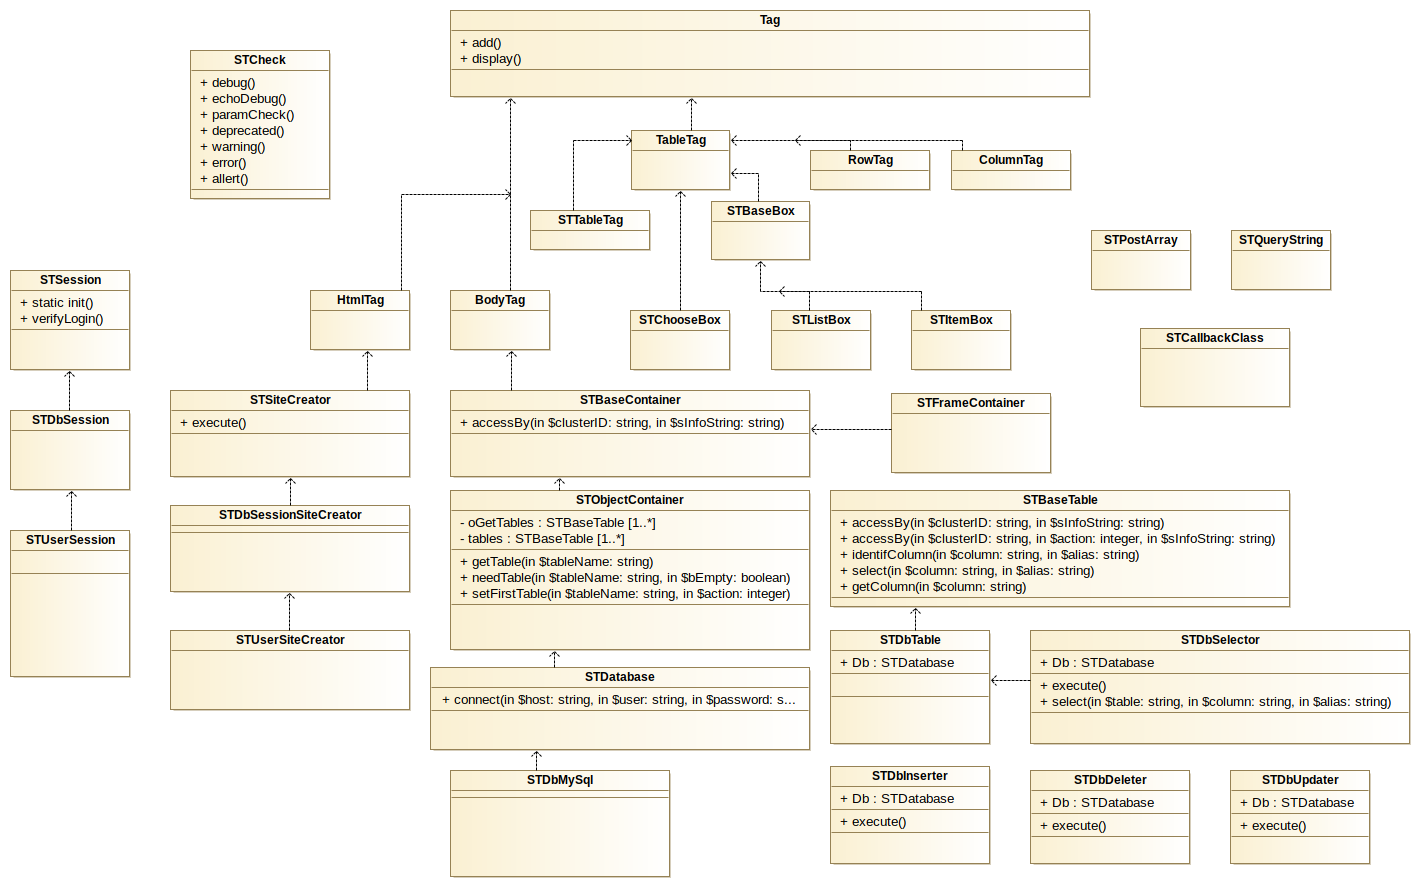 Tag
+ add()
+ display()
STCheck
+ debug()
+ echoDebug()
+ paramCheck()
+ deprecated()
+ warning()
+ error()
+ allert()
TableTag
RowTag
ColumnTag
STTableTag
STBaseBox
STPostArray
STQueryString
STSession
+ static init()
+ verifyLogin()
HtmlTag
BodyTag
STChooseBox
STListBox
STItemBox
STCallbackClass
STSiteCreator
+ execute()
STBaseContainer
+ accessBy(in $clusterID: string, in $sInfoString: string)
STFrameContainer
STDbSession
STDbSessionSiteCreator
STObjectContainer
- oGetTables : STBaseTable [1..*]
- tables : STBaseTable [1..*]
+ getTable(in $tableName: string)
+ needTable(in $tableName: string, in $bEmpty: boolean)
+ setFirstTable(in $tableName: string, in $action: integer)
STBaseTable
+ accessBy(in $clusterID: string, in $sInfoString: string)
+ accessBy(in $clusterID: string, in $action: integer, in $sInfoString: string)
+ identifColumn(in $column: string, in $alias: string)
+ select(in $column: string, in $alias: string)
+ getColumn(in $column: string)
STUserSession
STUserSiteCreator
STDbTable
+ Db : STDatabase
STDbSelector
+ Db : STDatabase
+ execute()
+ select(in $table: string, in $column: string, in $alias: string)
STDatabase
+ connect(in $host: string, in $user: string, in $password: s...
STDbMySql
STDbInserter
+ Db : STDatabase
+ execute()
STDbDeleter
+ Db : STDatabase
+ execute()
STDbUpdater
+ Db : STDatabase
+ execute()